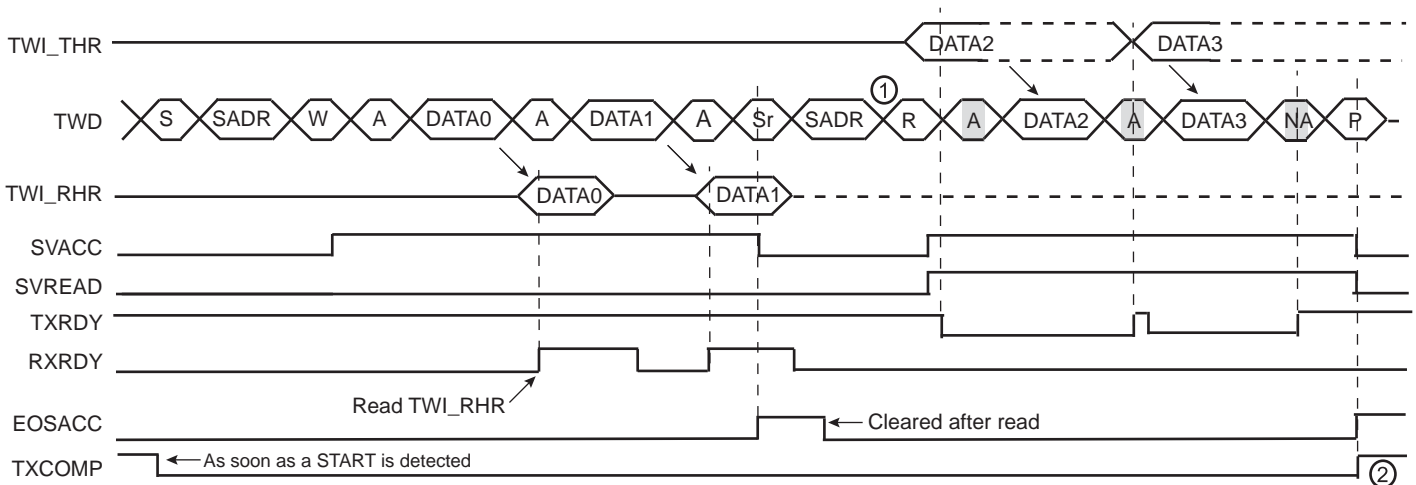 TWI_THR DATA2 DATA3
①
TWD S SADR W A DATA0 A DATA1 A Sr SADR R A DATA2 A DATA3 NA P
TWI_RHR DATA0 DATA1
SVACC
SVREAD
TXRDY
RXRDY
Read TWI_RHR
EOSACC Cleared after read
As soon as a START is detected
TXCOMP ②